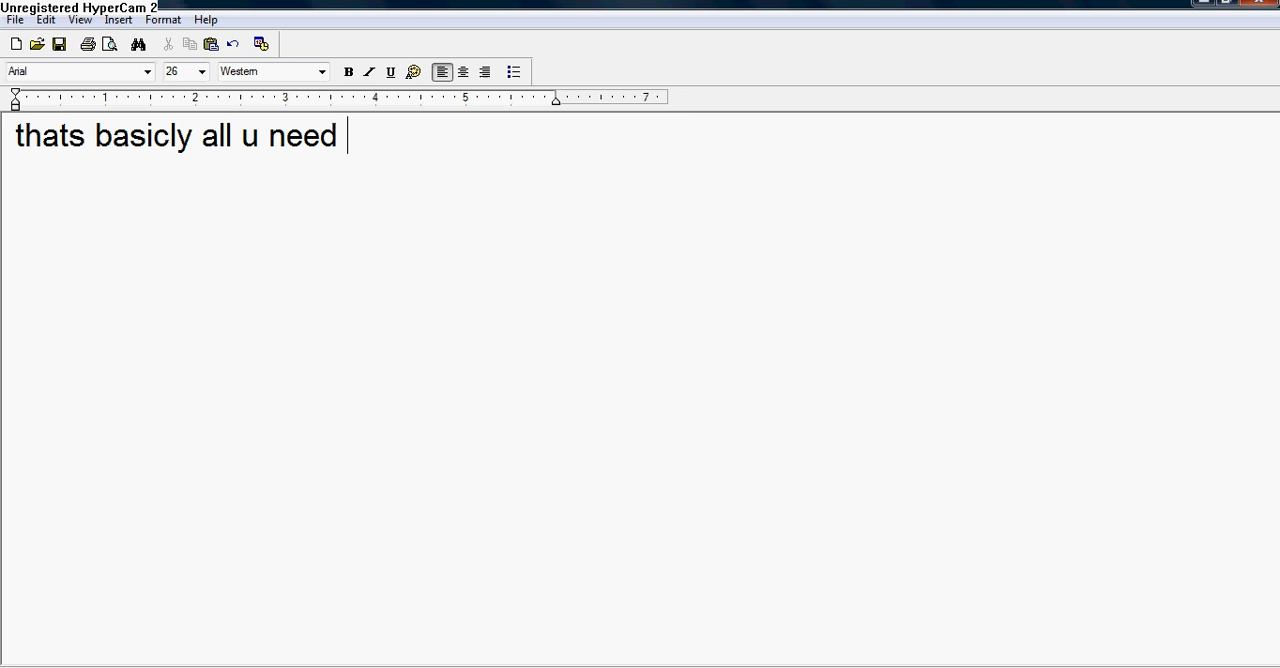 Unregistered HyperCam 2
File Edit View Insert Format Help
Arial 26 Western B I U
1 2 3 4 5 7
thats basicly all u need